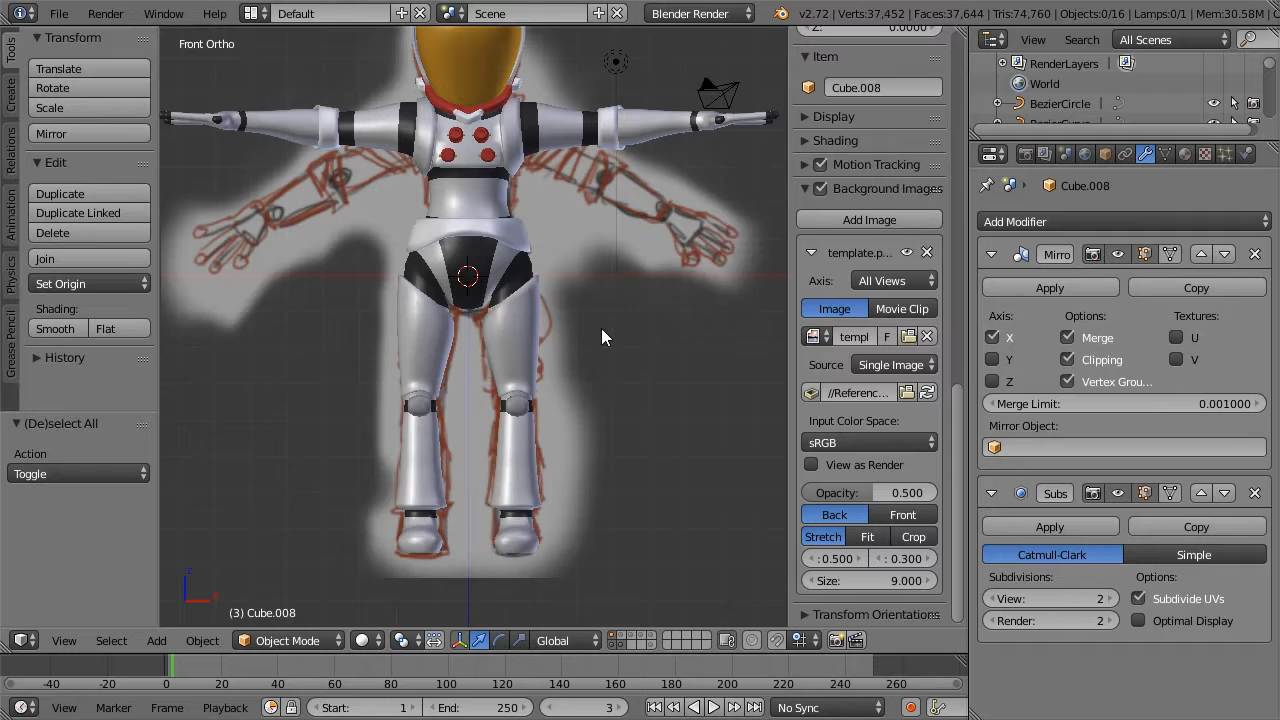 File Render Window Help Default Scene Blender Render v2.72 | Verts:37,452 | Faces:37,644 | Tris:74,760 | Objects:0/16 | Lamps:0/1 | Mem:30.58M
Tools
Create
Relations
Animation
Physics
Grease Pencil
Transform
Translate
Rotate
Scale
Mirror
Edit
Duplicate
Duplicate Linked
Delete
Join
Set Origin
Shading:
Smooth Flat
History
(De)select All
Action
Toggle
Front Ortho
(3) Cube.008
z
x
Z: 0.0000
Item
Cube.008
Display
Shading
Motion Tracking
Background Images
Add Image
template.p..
Axis: All Views
Image Movie Clip
templ F
Source Single Image
//Referenc...
Input Color Space:
sRGB
View as Render
Opacity: 0.500
Back Front
Stretch Fit Crop
: 0.500 : 0.300
Size: 9.000
Transform Orientations
View Search All Scenes
RenderLayers
World
BezierCircle
Cube.008
Add Modifier
Mirro
Apply Copy
Axis: Options: Textures:
X Merge U
Y Clipping V
Z Vertex Grou...
Merge Limit: 0.001000
Mirror Object:
Subs
Apply Copy
Catmull-Clark Simple
Subdivisions: Options:
View: 2 Subdivide UVs
Render: 2 Optimal Display
View Select Add Object Object Mode Global
-40 -20 0 20 40 60 80 100 120 140 160 180 200 220 240 260
View Marker Frame Playback Start: 1 End: 250 3 No Sync